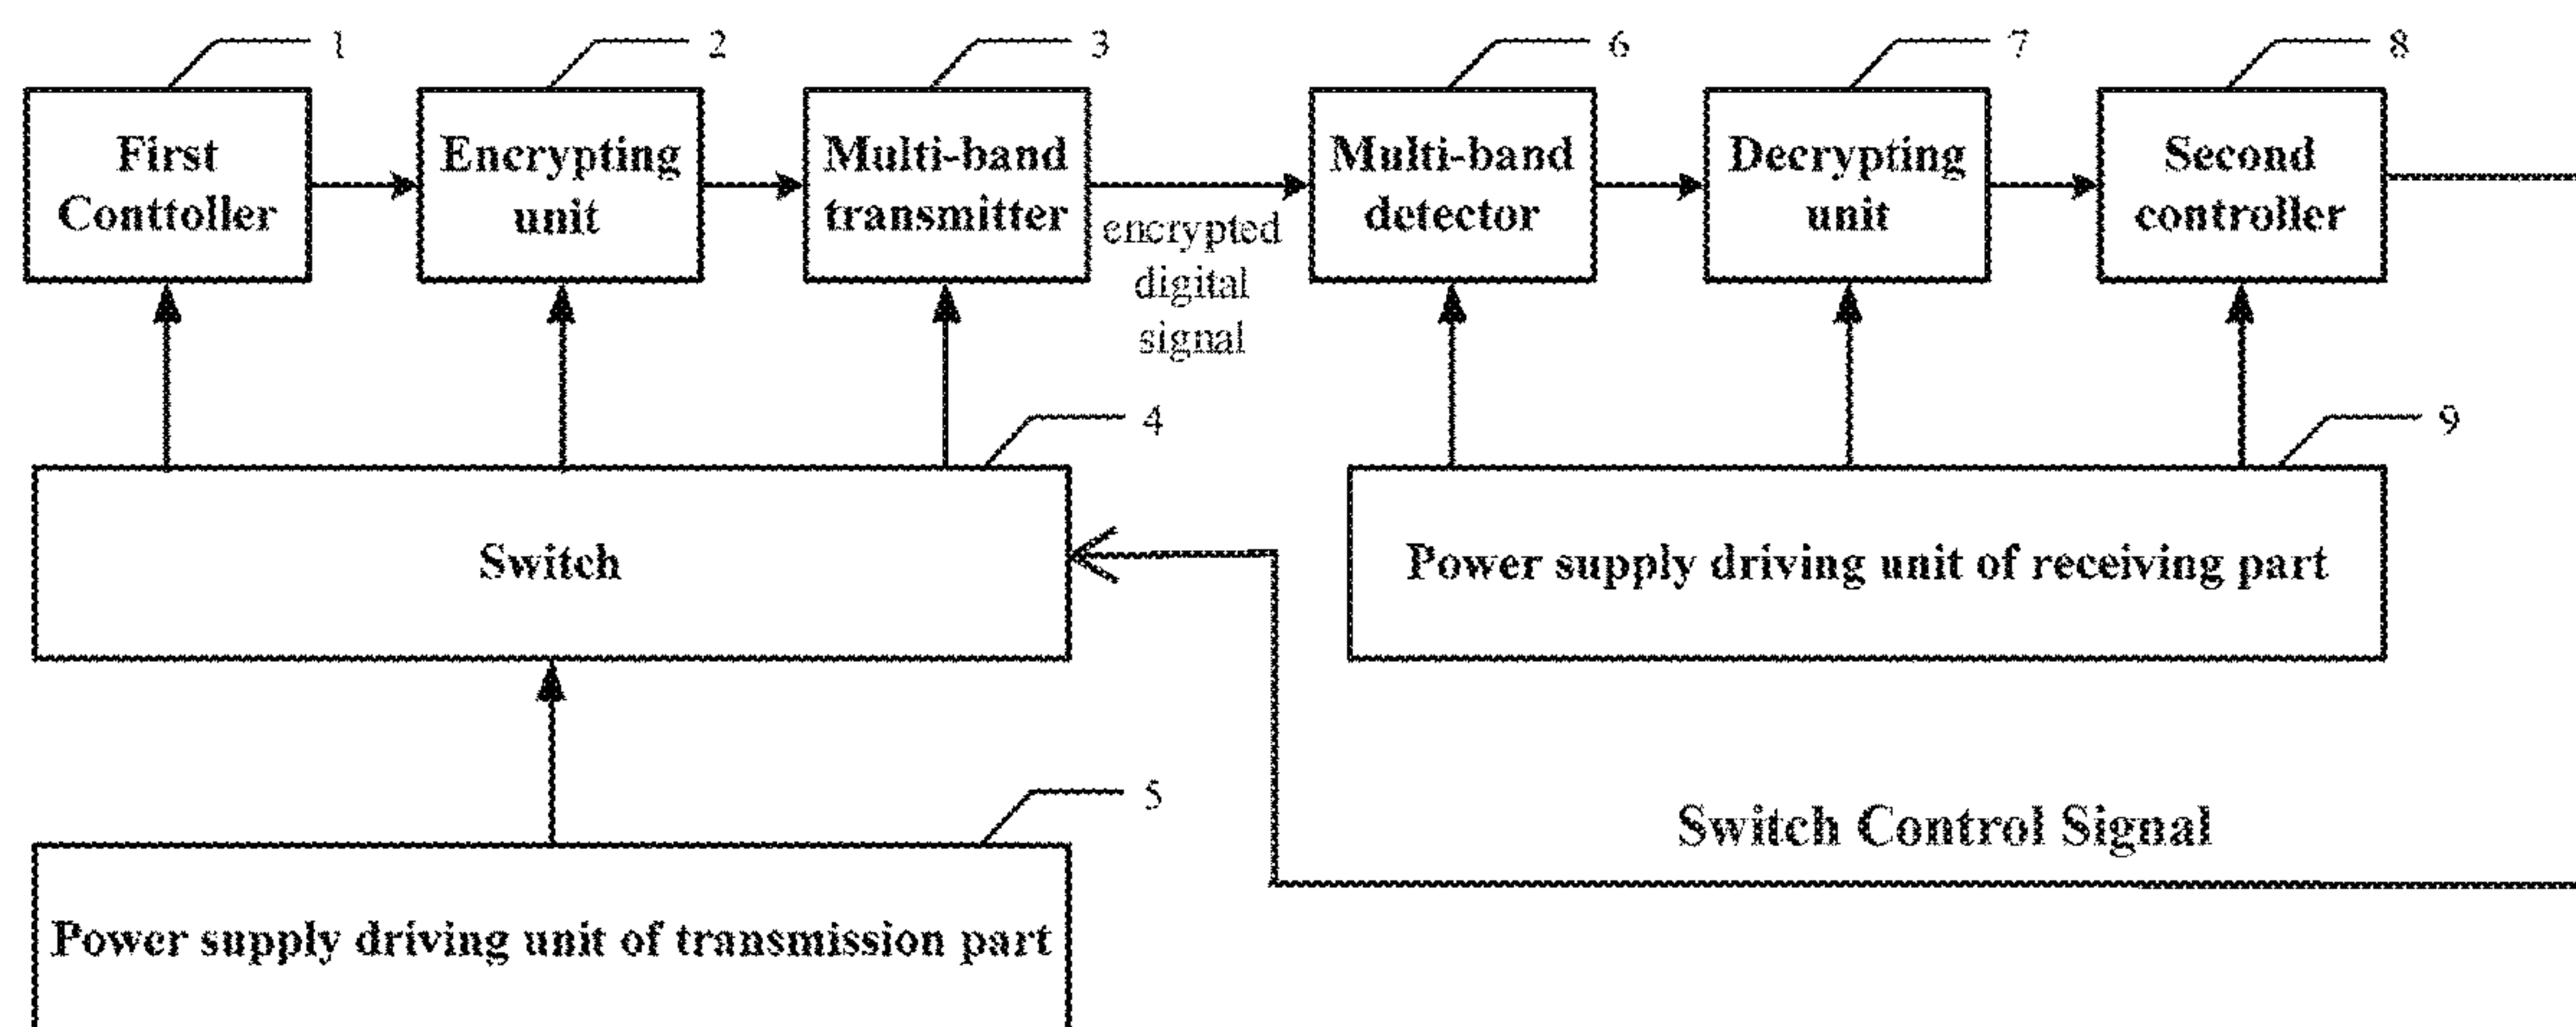 1
2
3
6
7
8
First
Conttoller
Encrypting
unit
Multi-band
transmitter
encrypted
digital
signal
Multi-band
detector
Decrypting
unit
Second
controller
4
9
Switch
Power supply driving unit of receiving part
5
Switch Control Signal
Power supply driving unit of transmission part